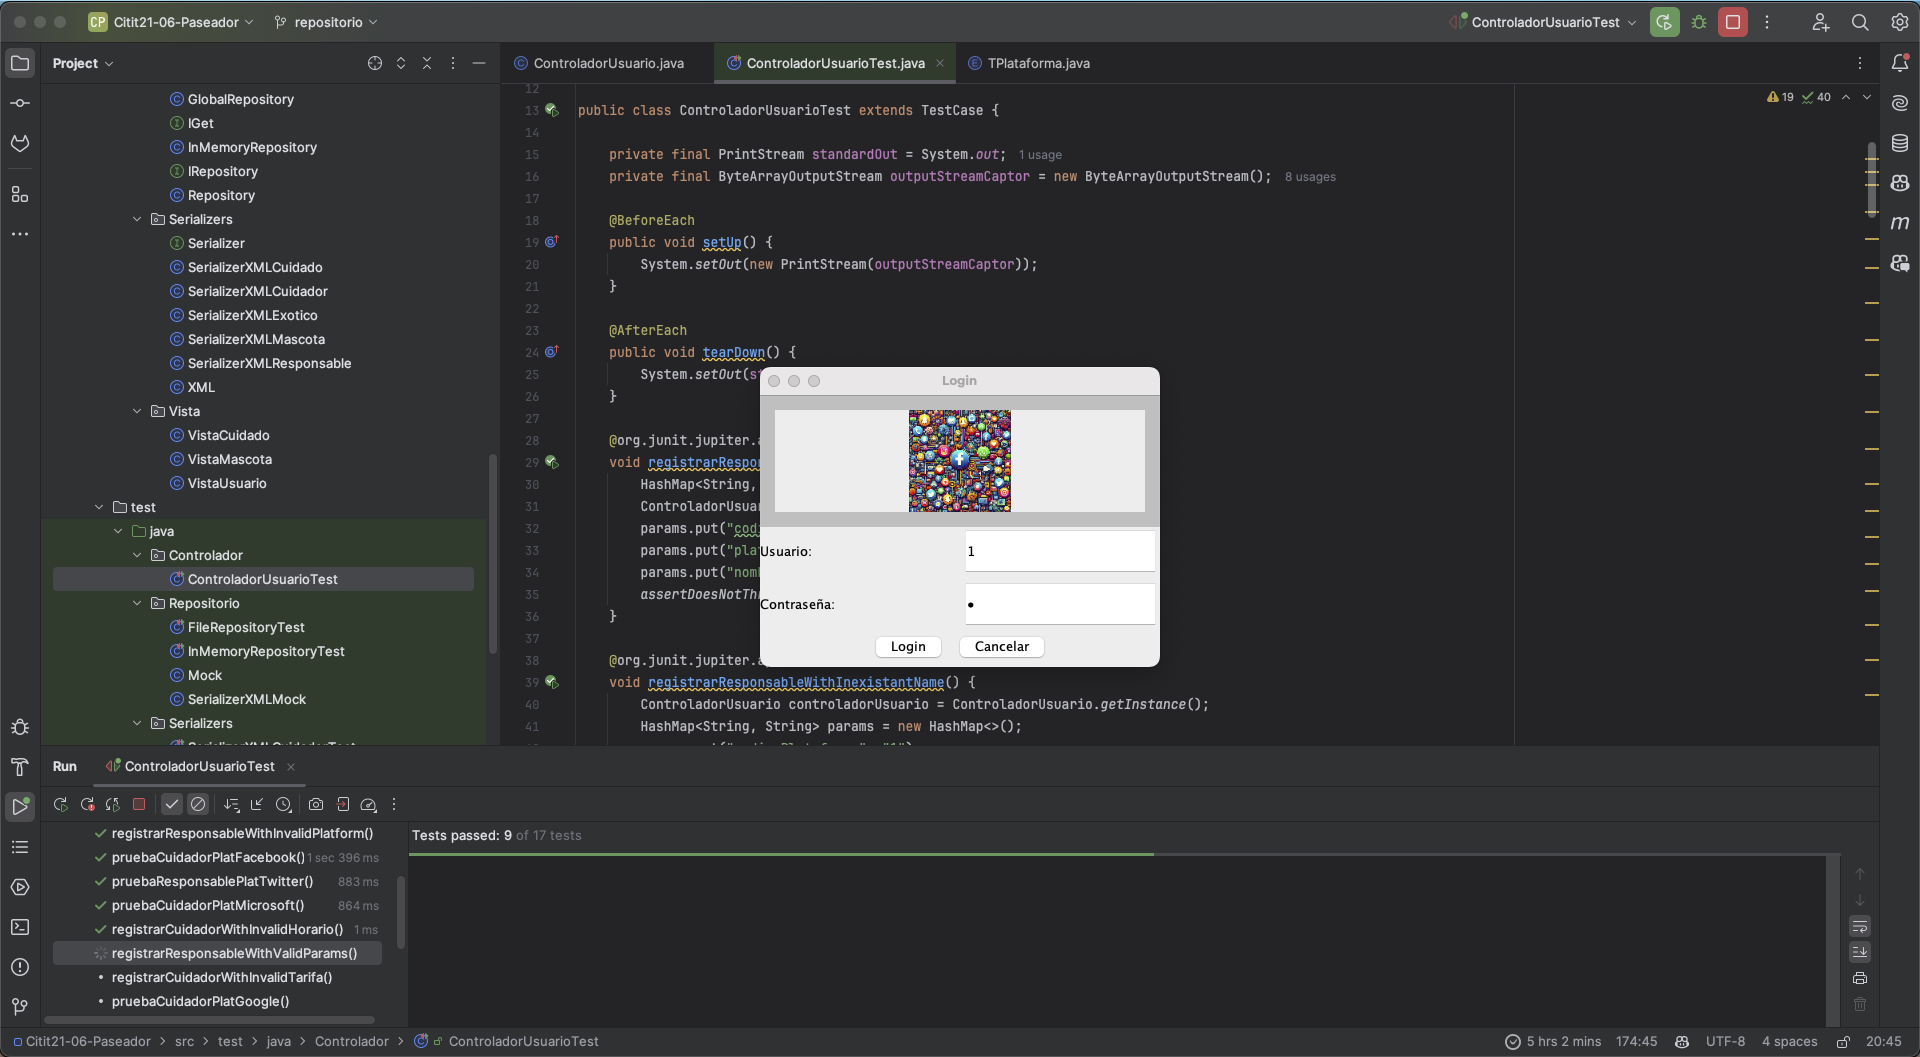 CP Citit21-06-Paseador repositorio ControladorUsuarioTest
Project
GlobalRepository
IGet
InMemoryRepository
IRepository
Repository
Serializers
Serializer
SerializerXMLCuidado
SerializerXMLCuidador
SerializerXMLExotico
SerializerXMLMascota
SerializerXMLResponsable
XML
Vista
VistaCuidado
VistaMascota
VistaUsuario
test
java
Controlador
ControladorUsuarioTest
Repositorio
FileRepositoryTest
InMemoryRepositoryTest
Mock
SerializerXMLMock
Serializers
ControladorUsuario.java ControladorUsuarioTest.java TPlataforma.java
19 40
12
13 public class ControladorUsuarioTest extends TestCase {
14
15 private final PrintStream standardOut = System.out; 1 usage
16 private final ByteArrayOutputStream outputStreamCaptor = new ByteArrayOutputStream(); 8 usages
17
18 @BeforeEach
19 public void setUp() {
20 System.setOut(new PrintStream(outputStreamCaptor));
21 }
22
23 @AfterEach
24 public void tearDown() {
25 System.setOut(st
26 }
27
28 @org.junit.jupiter.a
29 void registrarRespon
30 HashMap<String,
31 ControladorUsuar
32 params.put("codi
33 params.put("plat
34 params.put("nomb
35 assertDoesNotThr
36 }
37
38 @org.junit.jupiter.a
39 void registrarResponsableWithInexistantName() {
40 ControladorUsuario controladorUsuario = ControladorUsuario.getInstance();
41 HashMap<String, String> params = new HashMap<>();
Login
Usuario: 1
Contraseña: •
Login Cancelar
Run ControladorUsuarioTest
registrarResponsableWithInvalidPlatform()
pruebaCuidadorPlatFacebook() 1 sec 396 ms
pruebaResponsablePlatTwitter() 883 ms
pruebaCuidadorPlatMicrosoft() 864 ms
registrarCuidadorWithInvalidHorario() 1 ms
registrarResponsableWithValidParams()
registrarCuidadorWithInvalidTarifa()
pruebaCuidadorPlatGoogle()
Tests passed: 9 of 17 tests
Citit21-06-Paseador > src > test > java > Controlador > ControladorUsuarioTest
5 hrs 2 mins 174:45 UTF-8 4 spaces 20:45